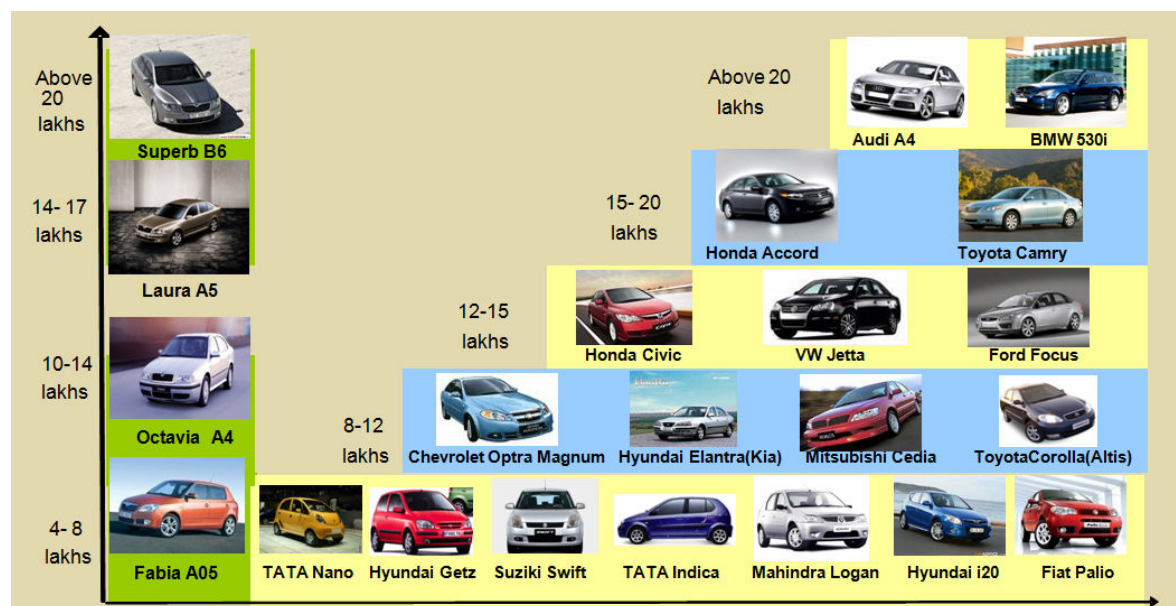 Above
20
lakhs
Superb B6
14- 17
lakhs
Laura A5
10-14
lakhs
Octavia A4
4- 8
lakhs
Fabia A05
Above 20
lakhs
Audi A4
BMW 530i
15- 20
lakhs
Honda Accord
Toyota Camry
12-15
lakhs
Honda Civic
VW Jetta
Ford Focus
8-12
lakhs
Chevrolet Optra Magnum
Hyundai Elantra(Kia)
Mitsubishi Cedia
ToyotaCorolla(Altis)
TATA Nano
Hyundai Getz
Suziki Swift
TATA Indica
Mahindra Logan
Hyundai i20
Fiat Palio